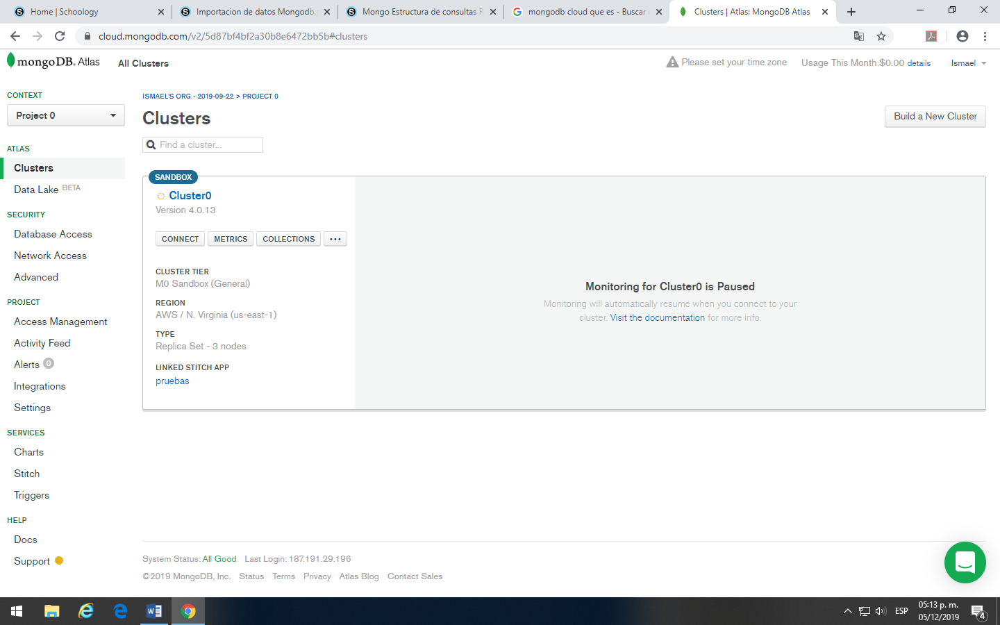 Home | Schoology
Importacion de datos Mongodb.
Mongo Estructura de consultas
mongodb cloud que es - Buscar
Clusters | Atlas: MongoDB Atlas
cloud.mongodb.com/v2/5d87bf4bf2a30b8e6472bb5b#clusters
mongoDB. Atlas
All Clusters
Please set your time zone
Usage This Month:$0.00 details
Ismael
CONTEXT
Project 0
ATLAS
Clusters
Data Lake BETA
SECURITY
Database Access
Network Access
Advanced
PROJECT
Access Management
Activity Feed
Alerts 0
Integrations
Settings
SERVICES
Charts
Stitch
Triggers
HELP
Docs
Support
ISMAEL'S ORG - 2019-09-22 > PROJECT 0
Clusters
Build a New Cluster
Find a cluster...
SANDBOX
Cluster0
Version 4.0.13
CONNECT METRICS COLLECTIONS ...
CLUSTER TIER
M0 Sandbox (General)
REGION
AWS / N. Virginia (us-east-1)
TYPE
Replica Set - 3 nodes
LINKED STITCH APP
pruebas
Monitoring for Cluster0 is Paused
Monitoring will automatically resume when you connect to your
cluster. Visit the documentation for more info.
System Status: All Good Last Login: 187.191.29.196
©2019 MongoDB, Inc. Status Terms Privacy Atlas Blog Contact Sales
ESP
05:13 p. m.
05/12/2019
4